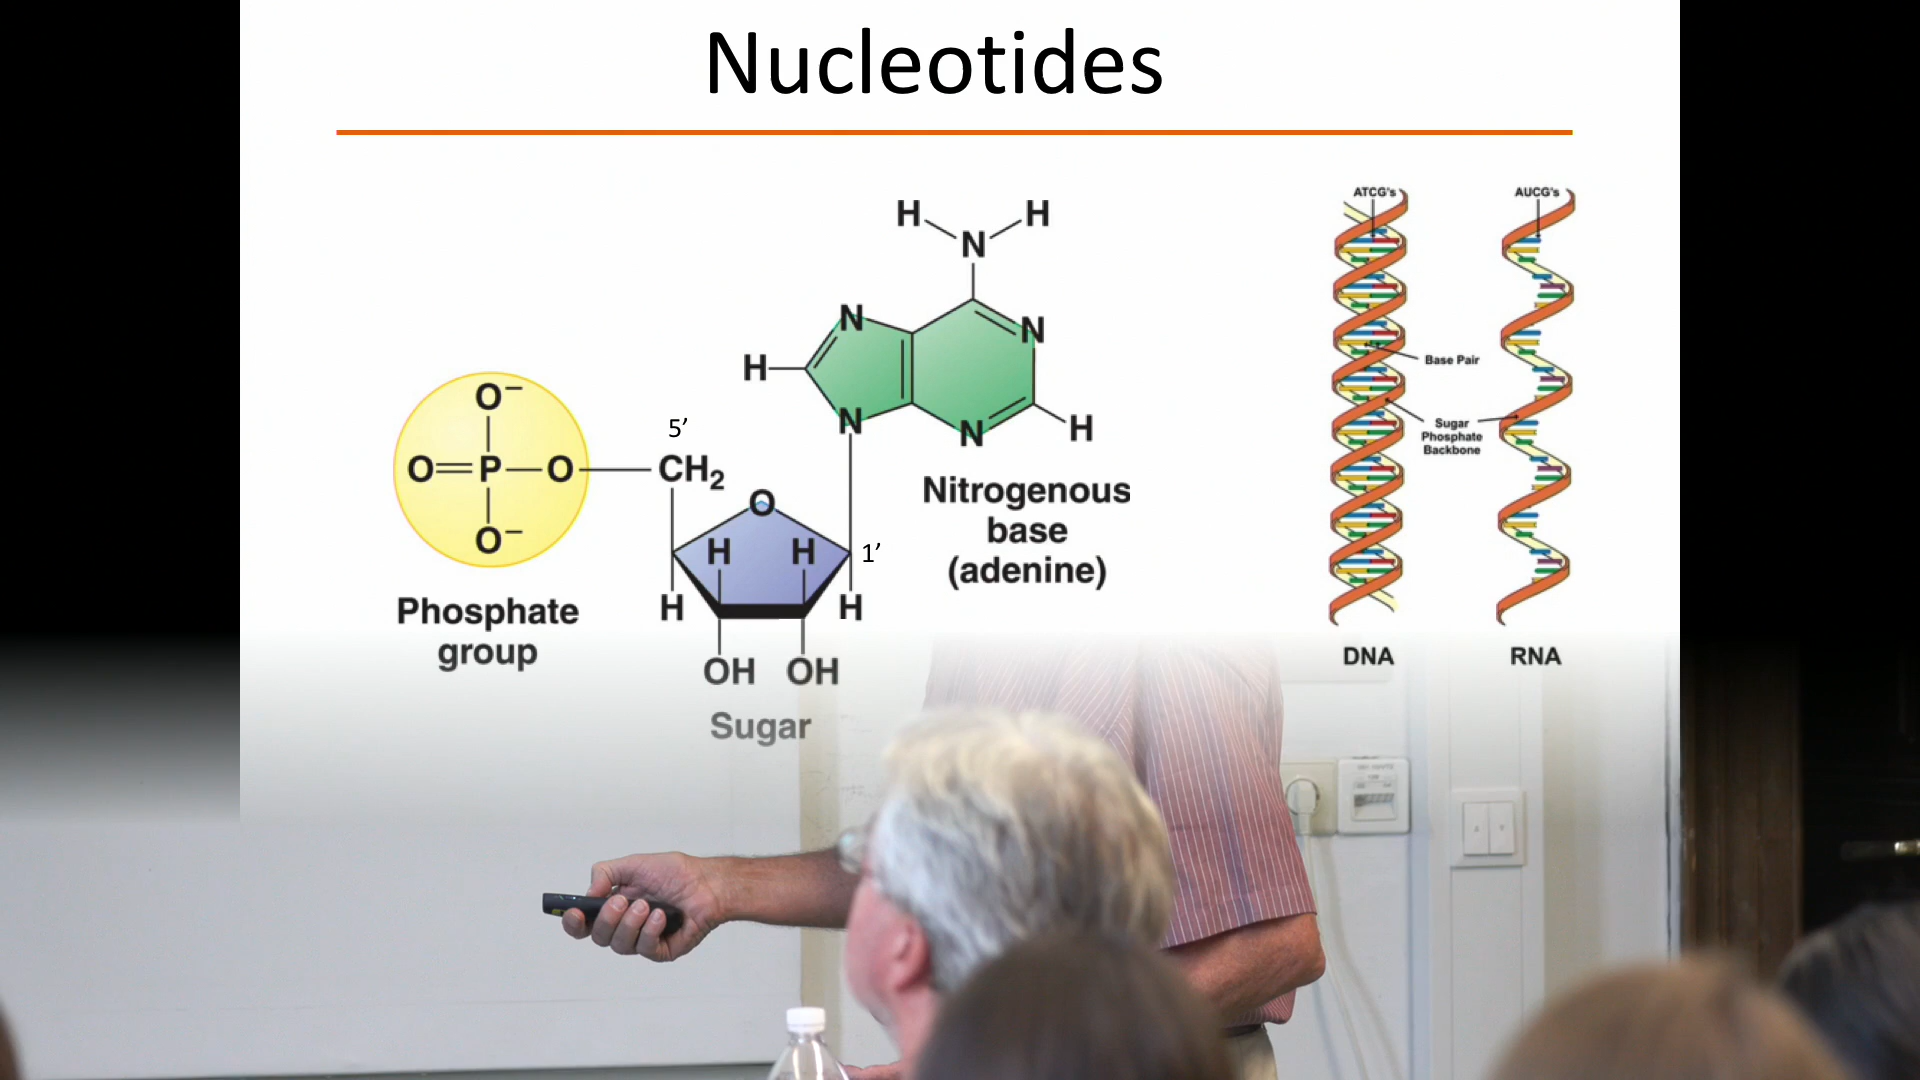 Nucleotides
H H
N
N N
H
N N H
O⁻
O=P—O—CH₂
O⁻
5’
O
H H
1’
H H
OH OH
Phosphate
group
Sugar
Nitrogenous
base
(adenine)
ATCG's
AUCG's
Base Pair
Sugar
Phosphate
Backbone
DNA
RNA